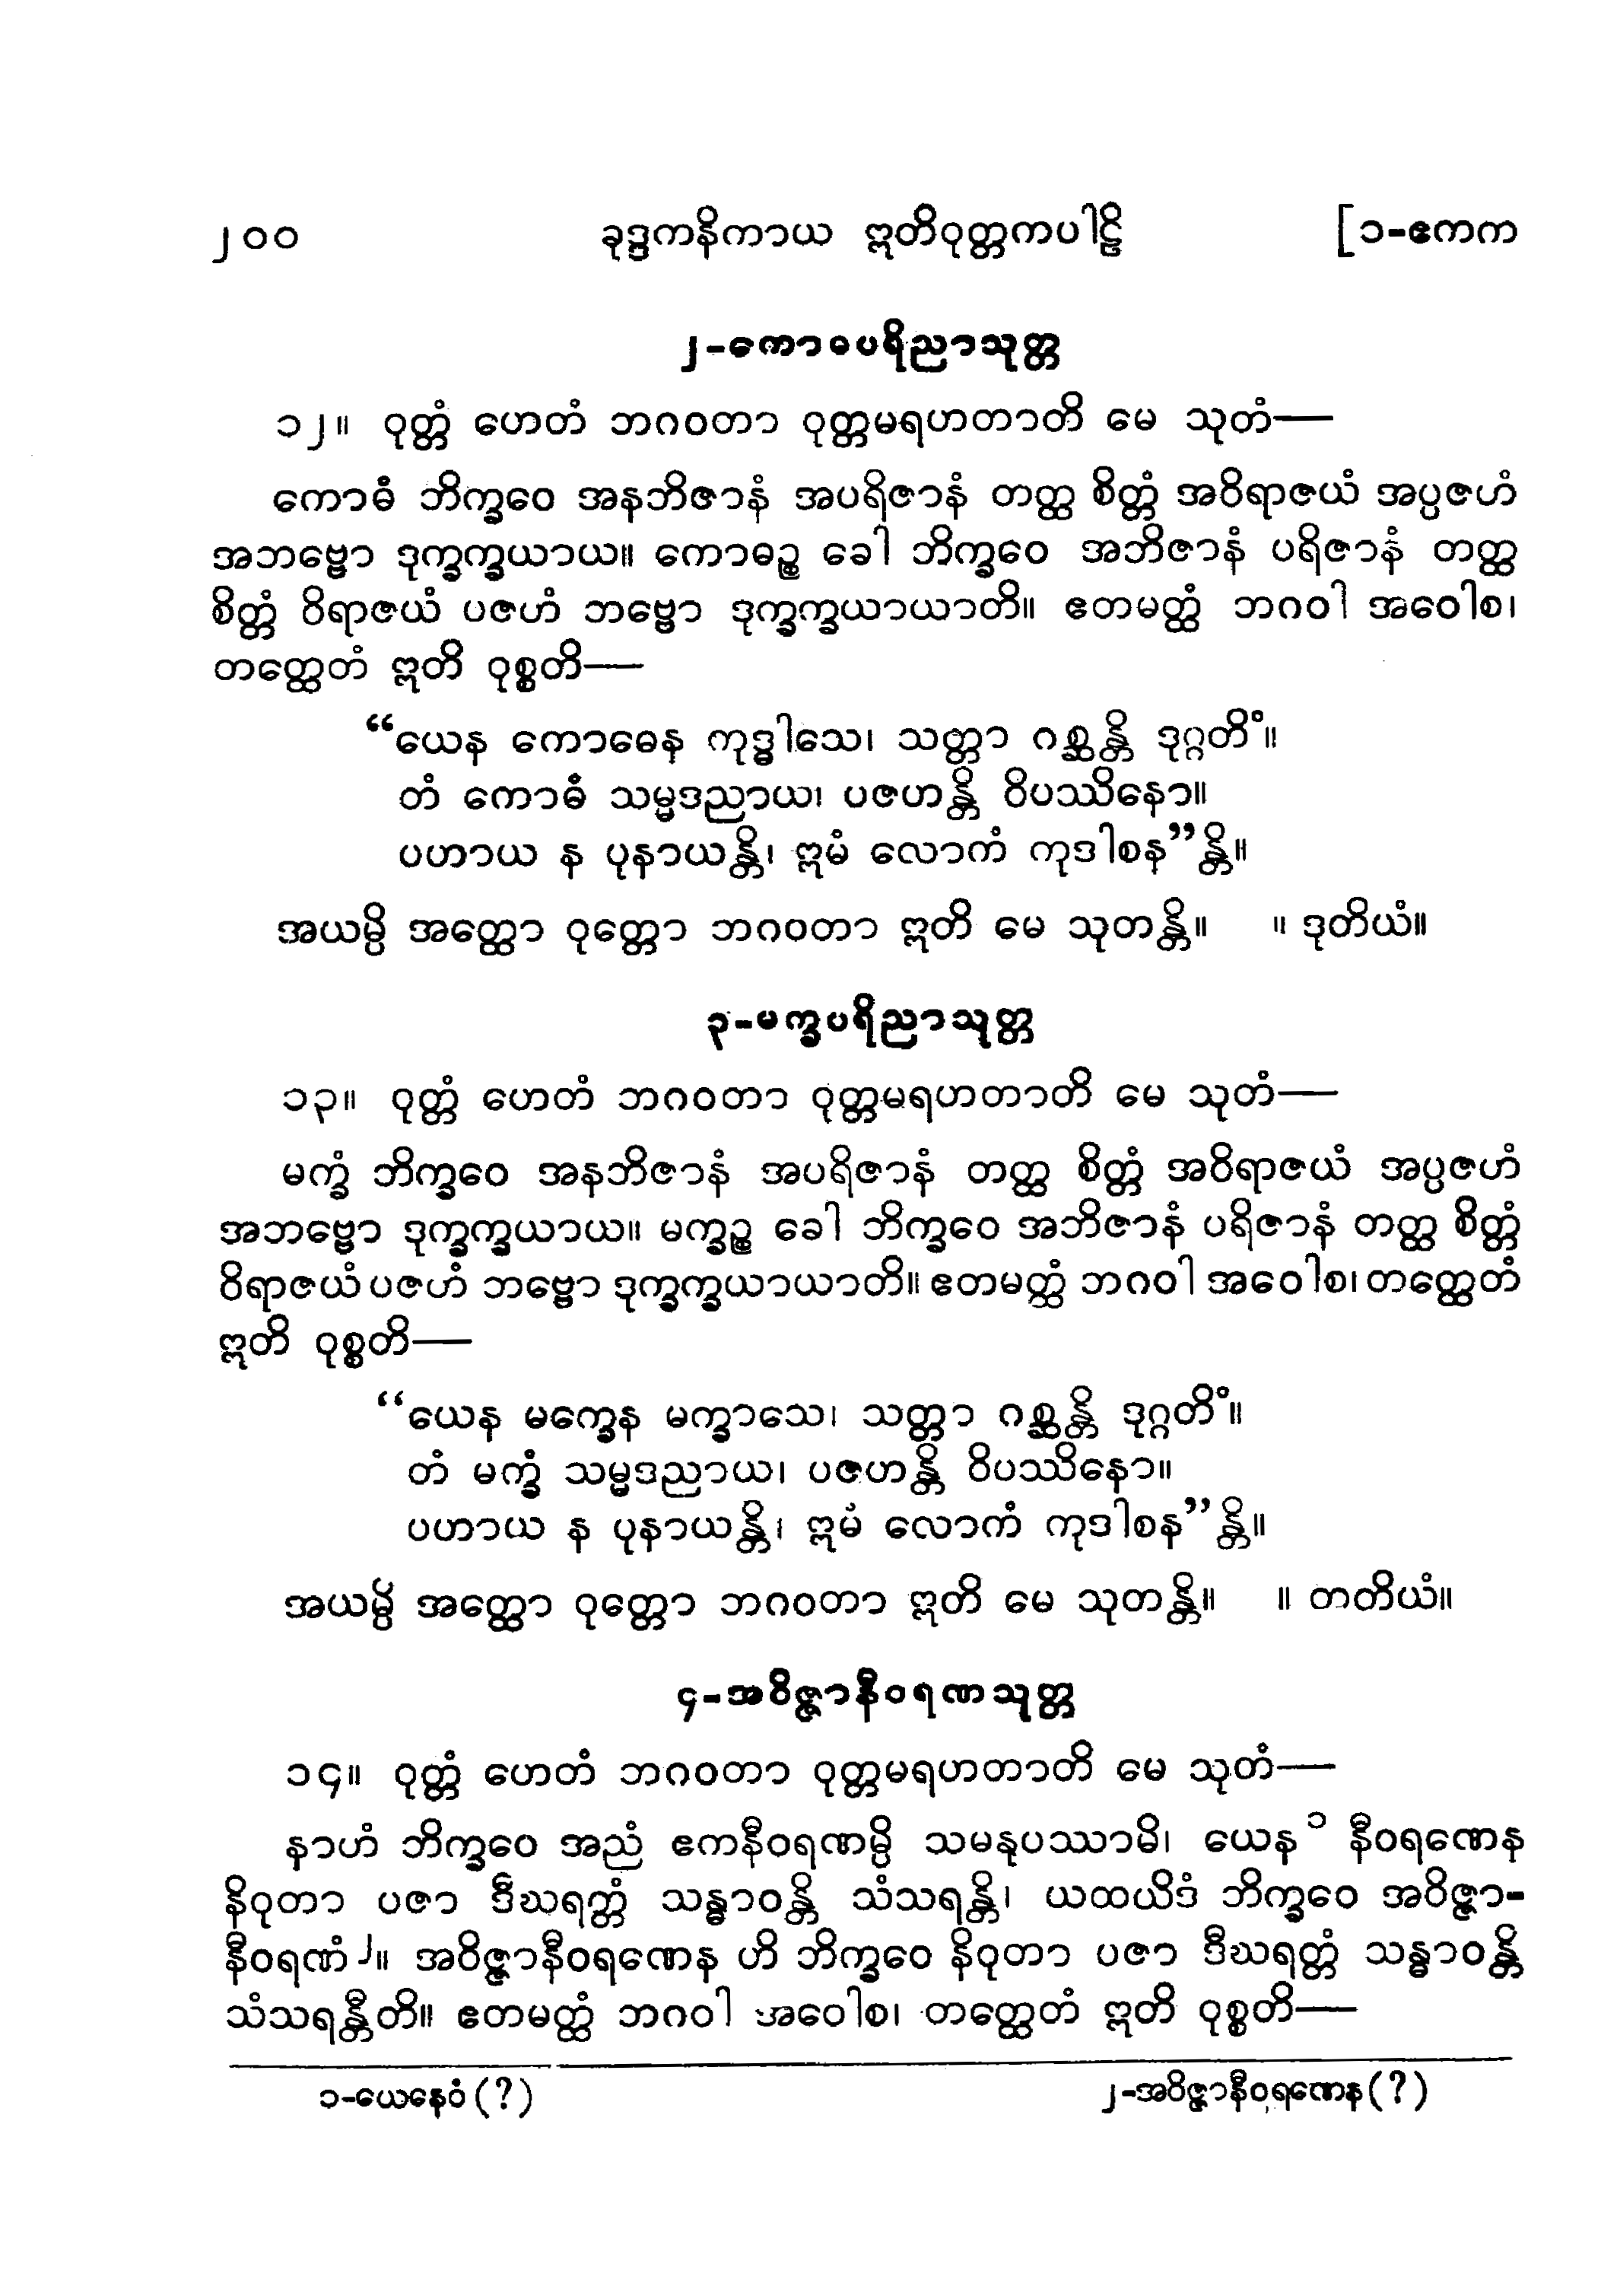 ၂၀၀ ခုဒ္ဒကနိကာယ ဣတိဝုတ္တကပါဠိ [၁-ဧကက
၂-ကောဓပရိညာသုတ္တ
၁၂။ ဝုတ္တံ ဟေတံ ဘဂဝတာ ဝုတ္တမရဟတာတိ မေ သုတံ—
ကောဓံ ဘိက္ခဝေ အနဘိဇာနံ အပရိဇာနံ တတ္ထ စိတ္တံ အဝိရာဇယံ အပ္ပဇဟံ
အဘဗ္ဗော ဒုက္ခက္ခယာယ။ ကောဓဉ္စ ခေါ ဘိက္ခဝေ အဘိဇာနံ ပရိဇာနံ တတ္ထ
စိတ္တံ ဝိရာဇယံ ပဇဟံ ဘဗ္ဗော ဒုက္ခက္ခယာယာတိ။ ဧတမတ္ထံ ဘဂဝါ အဝေါစ၊
တတ္ထေတံ ဣတိ ဝုစ္စတိ—
“ယေန ကောဓေန ကုဒ္ဓါသေ၊ သတ္တာ ဂစ္ဆန္တိ ဒုဂ္ဂတိံ။
တံ ကောဓံ သမ္မဒညာယ၊ ပဇဟန္တိ ဝိပဿိနော။
ပဟာယ န ပုနာယန္တိ၊ ဣမံ လောကံ ကုဒါစန”န္တိ။
အယမ္ပိ အတ္ထော ဝုတ္တော ဘဂဝတာ ဣတိ မေ သုတန္တိ။ ။ ဒုတိယံ။
၃-မက္ခပရိညာသုတ္တ
၁၃။ ဝုတ္တံ ဟေတံ ဘဂဝတာ ဝုတ္တမရဟတာတိ မေ သုတံ—
မက္ခံ ဘိက္ခဝေ အနဘိဇာနံ အပရိဇာနံ တတ္ထ စိတ္တံ အဝိရာဇယံ အပ္ပဇဟံ
အဘဗ္ဗော ဒုက္ခက္ခယာယ။ မက္ခဉ္စ ခေါ ဘိက္ခဝေ အဘိဇာနံ ပရိဇာနံ တတ္ထ စိတ္တံ
ဝိရာဇယံ ပဇဟံ ဘဗ္ဗော ဒုက္ခက္ခယာယာတိ။ ဧတမတ္ထံ ဘဂဝါ အဝေါစ၊ တတ္ထေတံ
ဣတိ ဝုစ္စတိ—
“ယေန မက္ခေန မက္ခာသေ၊ သတ္တာ ဂစ္ဆန္တိ ဒုဂ္ဂတိံ။
တံ မက္ခံ သမ္မဒညာယ၊ ပဇဟန္တိ ဝိပဿိနော။
ပဟာယ န ပုနာယန္တိ၊ ဣမံ လောကံ ကုဒါစန”န္တိ။
အယမ္ပိ အတ္ထော ဝုတ္တော ဘဂဝတာ ဣတိ မေ သုတန္တိ။ ။ တတိယံ။
၄-အဝိဇ္ဇာနီဝရဏသုတ္တ
၁၄။ ဝုတ္တံ ဟေတံ ဘဂဝတာ ဝုတ္တမရဟတာတိ မေ သုတံ—
နာဟံ ဘိက္ခဝေ အညံ ဧကနီဝရဏမ္ပိ သမနုပဿာမိ၊ ယေန ၁ နီဝရဏေန
နိဝုတာ ပဇာ ဒီဃရတ္တံ သန္ဓာဝန္တိ သံသရန္တိ၊ ယထယိဒံ ဘိက္ခဝေ အဝိဇ္ဇာ-
နီဝရဏံ ၂။ အဝိဇ္ဇာနီဝရဏေန ဟိ ဘိက္ခဝေ နိဝုတာ ပဇာ ဒီဃရတ္တံ သန္ဓာဝန္တိ
သံသရန္တီတိ။ ဧတမတ္ထံ ဘဂဝါ အဝေါစ၊ တတ္ထေတံ ဣတိ ဝုစ္စတိ—
၁-ယေနေဝံ (?) ၂-အဝိဇ္ဇာနီဝရဏေန (?)